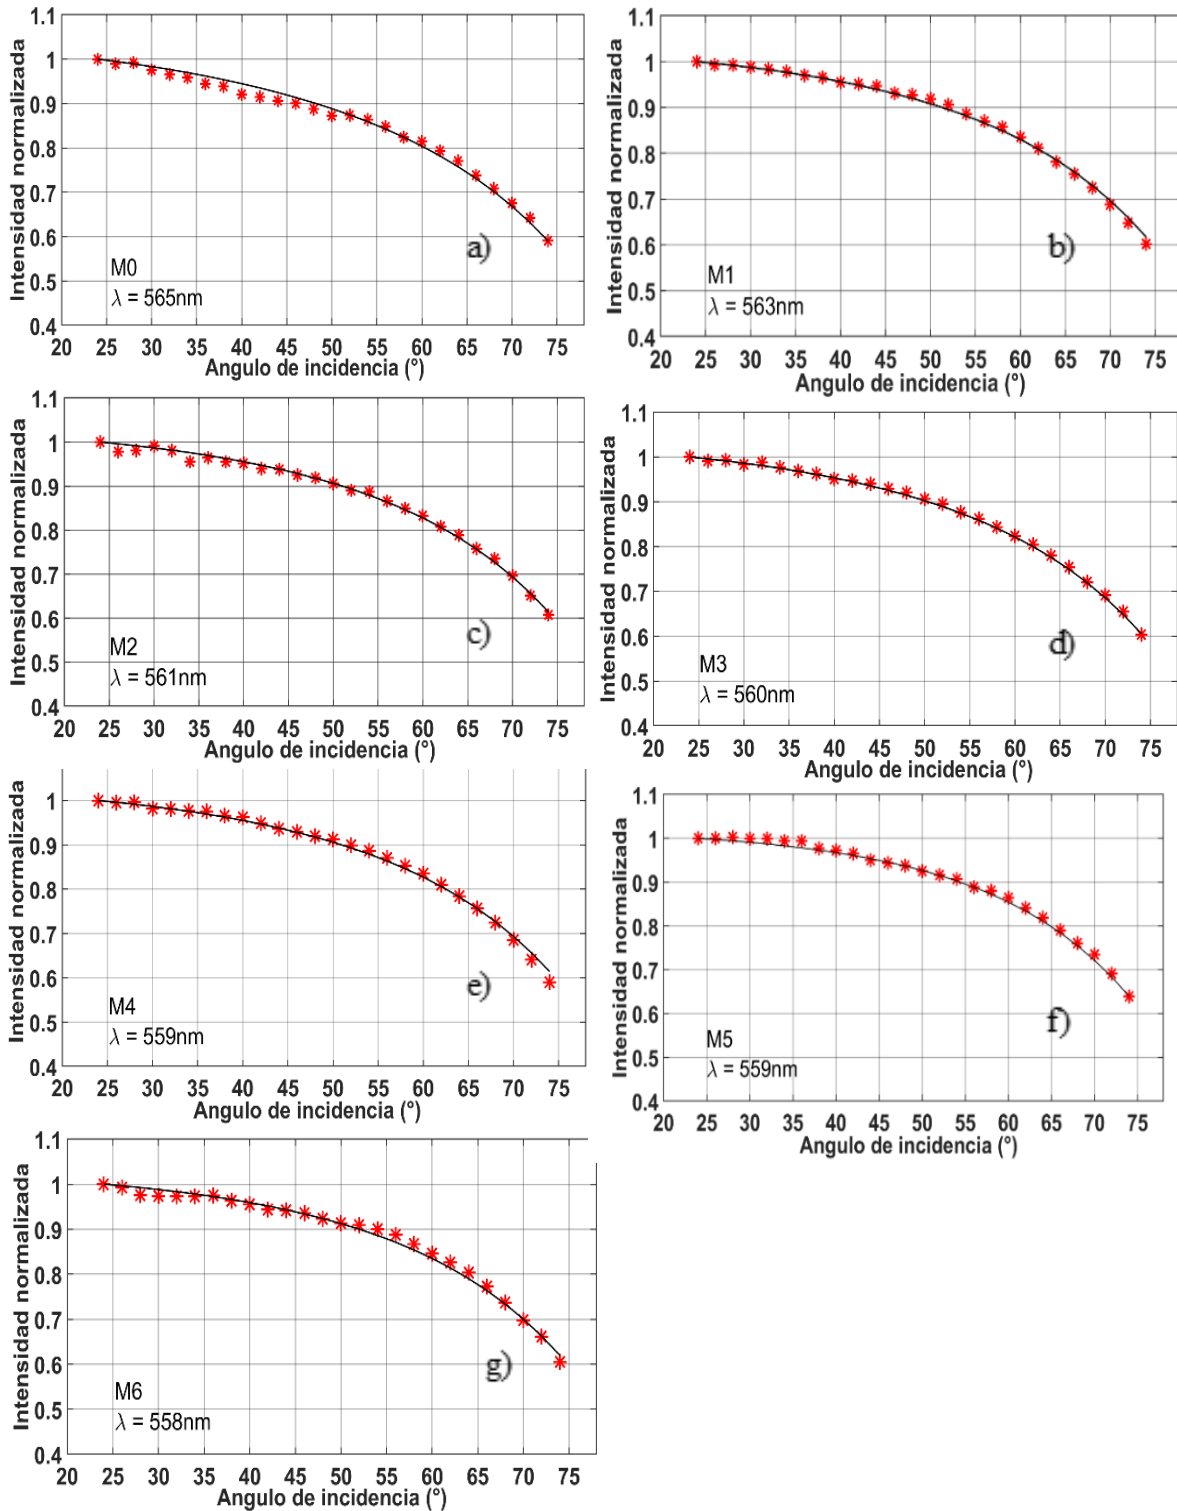 1.1
1
0.9
0.8
0.7
0.6
0.5
0.4
Intensidad normalizada
a)
M0
λ = 565nm
20 25 30 35 40 45 50 55 60 65 70 75
Angulo de incidencia (°)
1.1
1
0.9
0.8
0.7
0.6
0.5
0.4
Intensidad normalizada
b)
M1
λ = 563nm
20 25 30 35 40 45 50 55 60 65 70 75
Angulo de incidencia (°)
1.1
1
0.9
0.8
0.7
0.6
0.5
0.4
Intensidad normalizada
c)
M2
λ = 561nm
20 25 30 35 40 45 50 55 60 65 70 75
Angulo de incidencia (°)
1.1
1
0.9
0.8
0.7
0.6
0.5
0.4
Intensidad normalizada
d)
M3
λ = 560nm
20 25 30 35 40 45 50 55 60 65 70 75
Angulo de incidencia (°)
1
0.9
0.8
0.7
0.6
0.5
0.4
Intensidad normalizada
e)
M4
λ = 559nm
20 25 30 35 40 45 50 55 60 65 70 75
Angulo de incidencia (°)
1.1
1
0.9
0.8
0.7
0.6
0.5
0.4
Intensidad normalizada
f)
M5
λ = 559nm
20 25 30 35 40 45 50 55 60 65 70 75
Angulo de incidencia (°)
1.1
1
0.9
0.8
0.7
0.6
0.5
0.4
Intensidad normalizada
g)
M6
λ = 558nm
20 25 30 35 40 45 50 55 60 65 70 75
Angulo de incidencia (°)